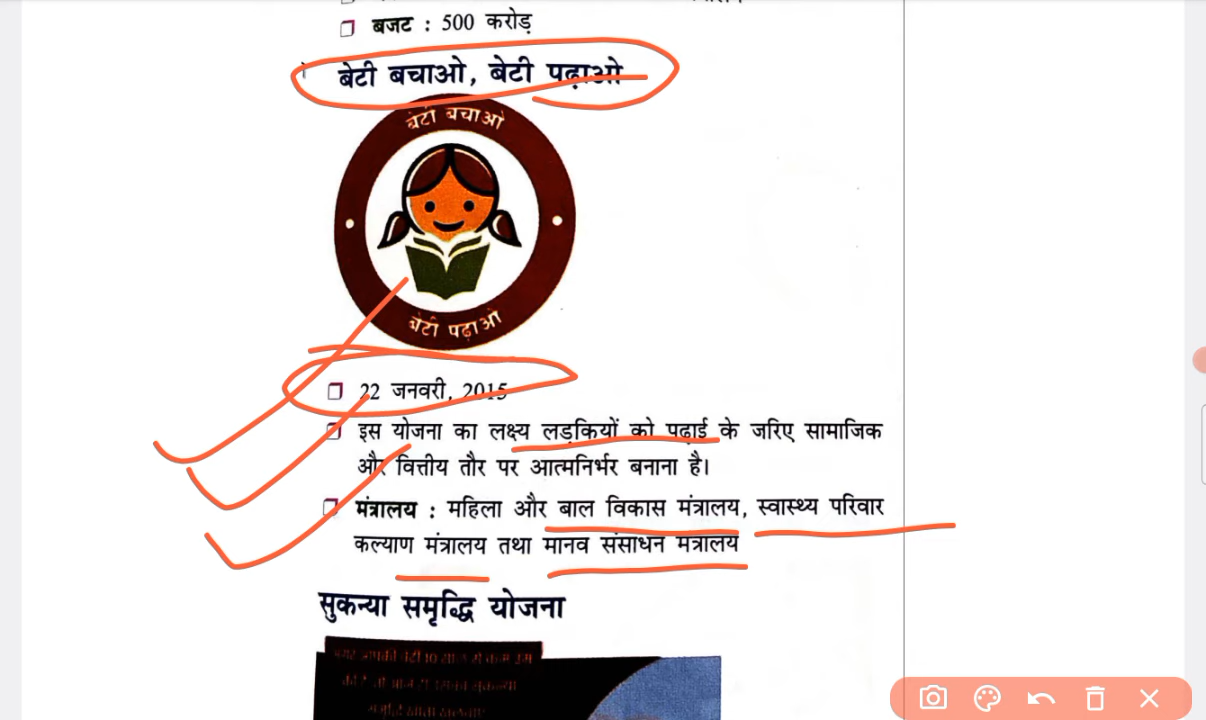 बजट : 500 करोड़
बेटी बचाओ, बेटी पढ़ाओ
बेटी बचाओ
बेटी पढ़ाओ
22 जनवरी, 2015
इस योजना का लक्ष्य लड़कियों को पढ़ाई के जरिए सामाजिक
और वित्तीय तौर पर आत्मनिर्भर बनाना है।
मंत्रालय : महिला और बाल विकास मंत्रालय, स्वास्थ्य परिवार
कल्याण मंत्रालय तथा मानव संसाधन मंत्रालय
सुकन्या समृद्धि योजना